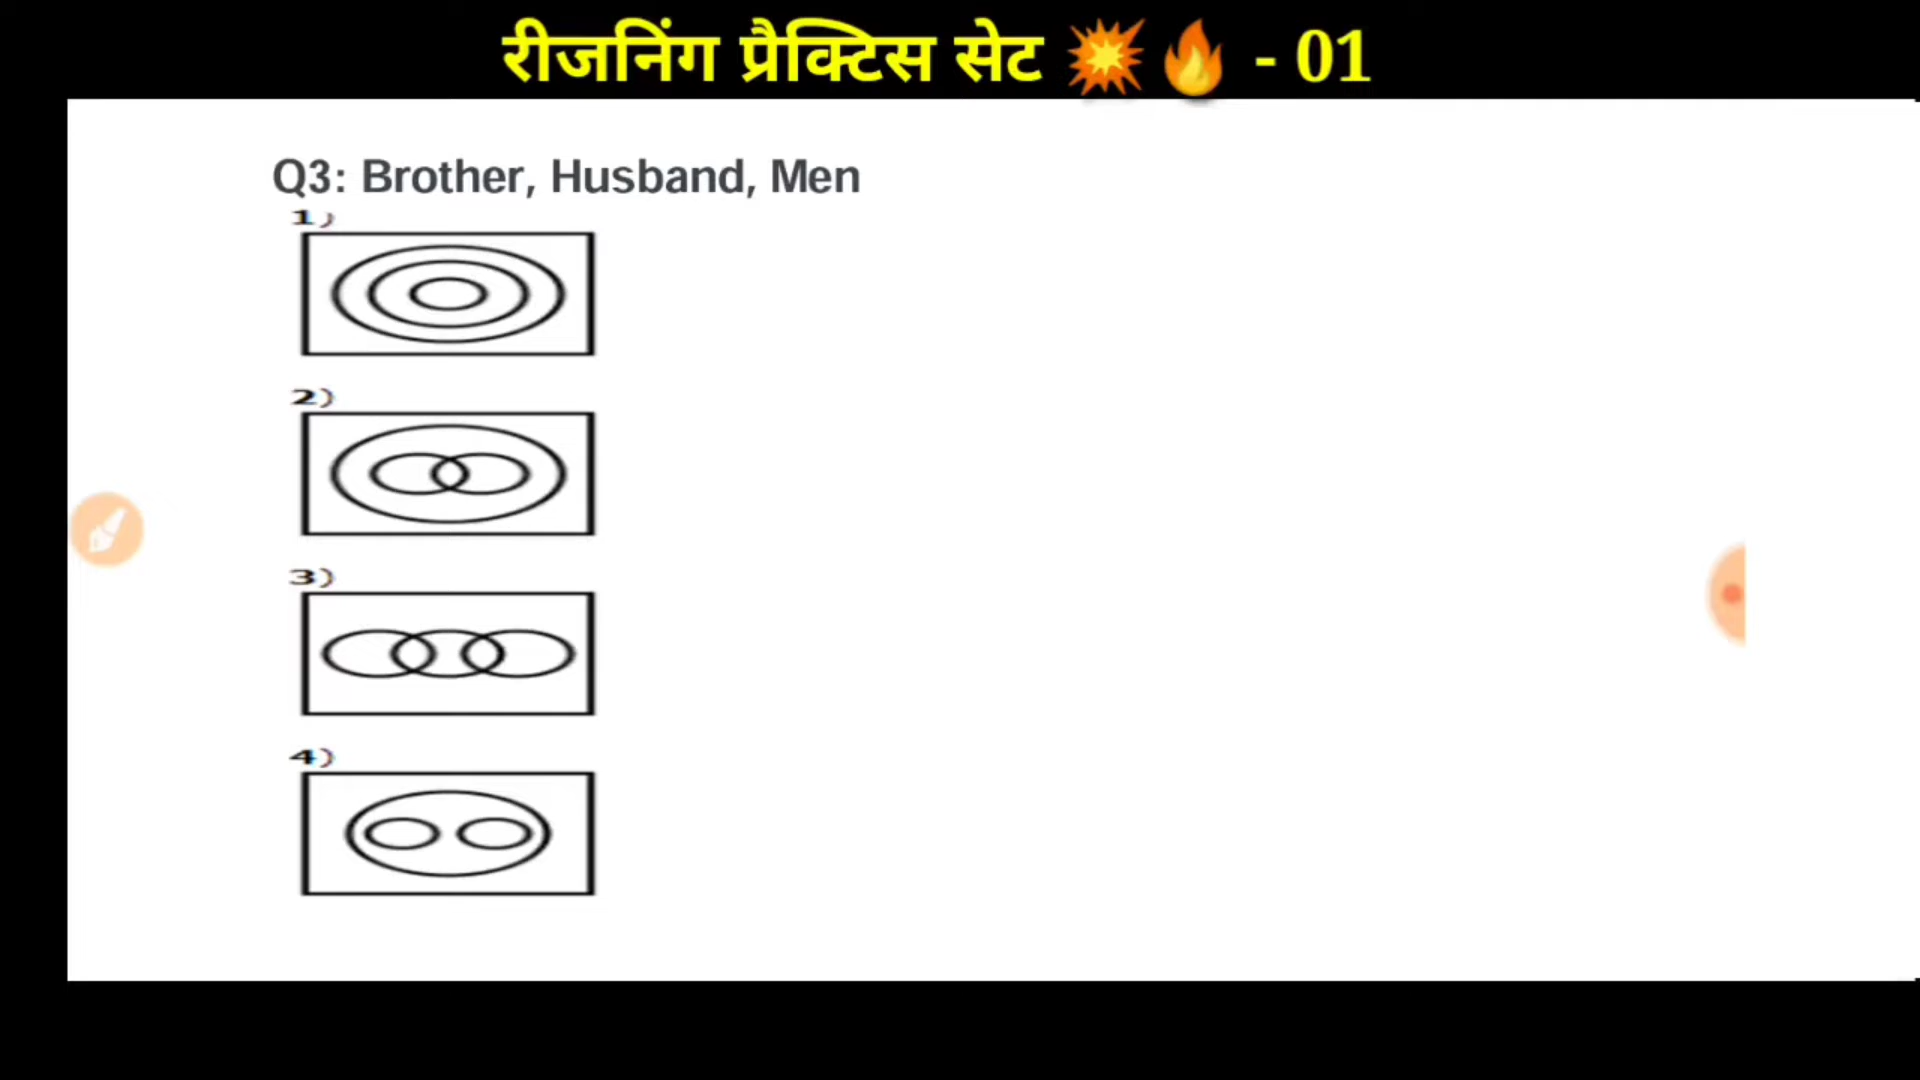 रीजनिंग प्रैक्टिस सेट 💥🔥 - 01
Q3: Brother, Husband, Men
1)
2)
3)
4)